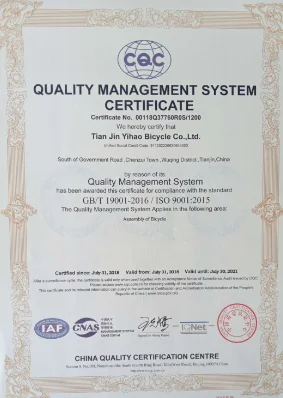 CQC
QUALITY MANAGEMENT SYSTEM
CERTIFICATE
Certificate No. 00118Q37760R0S/1200
We hereby certify that
Tian Jin Yihao Bicycle Co.,Ltd.
South of Government Road ,Chenzui Town ,Wuqing District,Tianjin,China
by reason of its
Quality Management System
has been awarded this certificate for compliance with the standard
GB/T 19001-2016 / ISO 9001:2015
The Quality Management System Applies in the following area:
Assembly of Bicycle
Certified since: July 31, 2018 Valid from: July 31, 2018 Valid until: July 30, 2021
IAF
CNAS
IQNet
CHINA QUALITY CERTIFICATION CENTRE